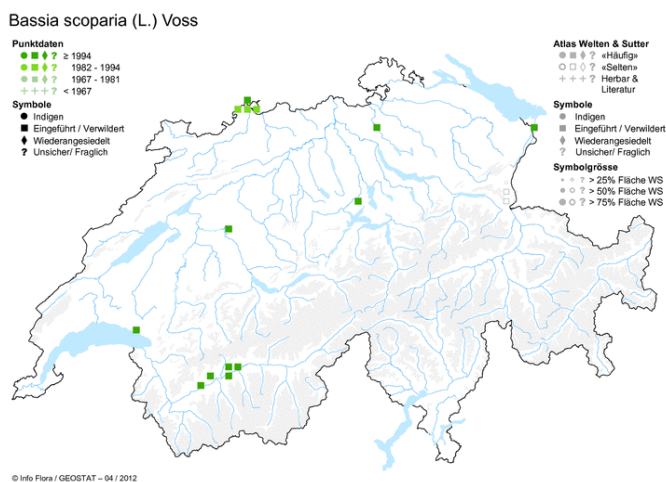 Bassia scoparia (L.) Voss
Punktdaten
? ≥ 1994
? 1982 - 1994
? 1967 - 1981
? < 1967
Symbole
Indigen
Eingeführt / Verwildert
Wiederangesiedelt
? Unsicher/ Fraglich
Atlas Welten & Sutter
? «Häufig»
? «Selten»
Herbar &
Literatur
Symbole
Indigen
Eingeführt / Verwildert
Wiederangesiedelt
? Unsicher/ Fraglich
Symbolgrösse
? > 25% Fläche WS
? > 50% Fläche WS
? > 75% Fläche WS
© Info Flora / GEOSTAT – 04 / 2012